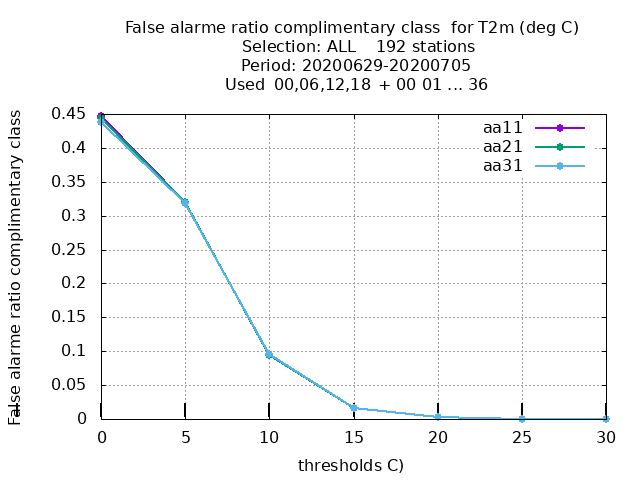 False alarme ratio complimentary class  for T2m (deg C)
Selection: ALL    192 stations
Period: 20200629-20200705
Used  00,06,12,18  + 00 01 ... 36
False alarme ratio complimentary class
aa11
aa21
aa31
0.45
0.4
0.35
0.3
0.25
0.2
0.15
0.1
0.05
0
0 5 10 15 20 25 30
thresholds C)